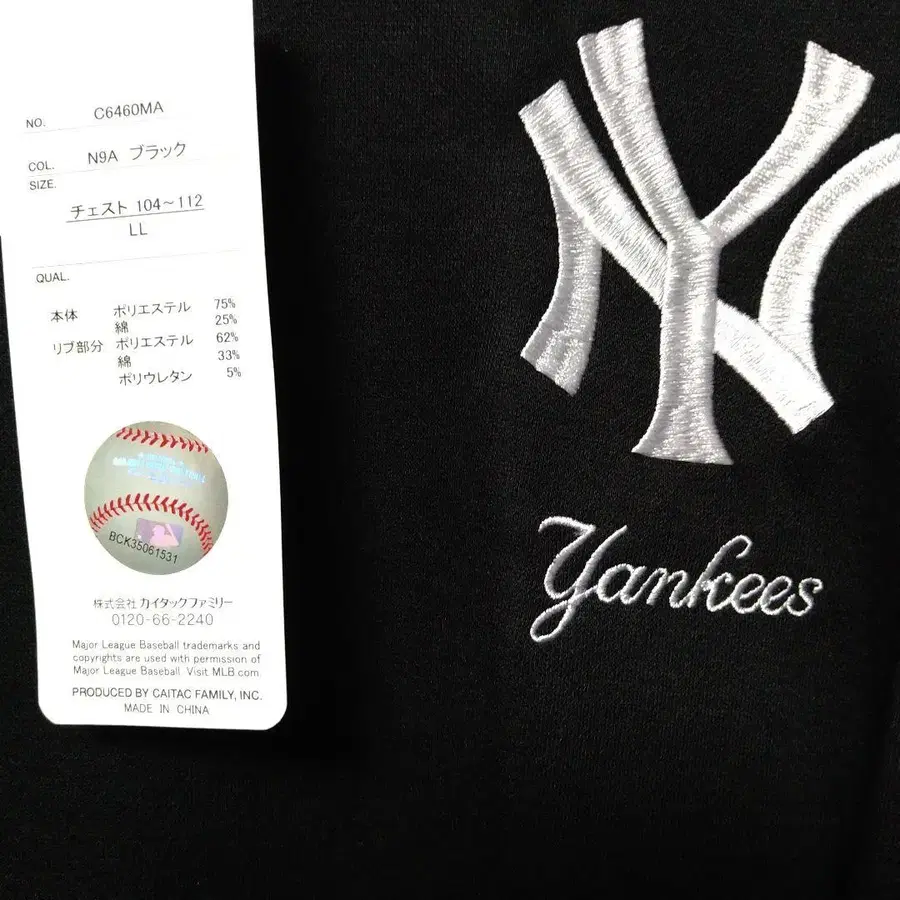 NO. C6460MA
COL. N9A ブラック
SIZE.
チェスト 104～112
LL
QUAL.
本体 ポリエステル 75%
綿 25%
リブ部分 ポリエステル 62%
綿 33%
ポリウレタン 5%
BCK35061531
株式会社 カイタックファミリー
0120-66-2240
Major League Baseball trademarks and
copyrights are used with permission of
Major League Baseball. Visit MLB.com.
PRODUCED BY CAITAC FAMILY, INC.
MADE IN CHINA
NY
Yankees